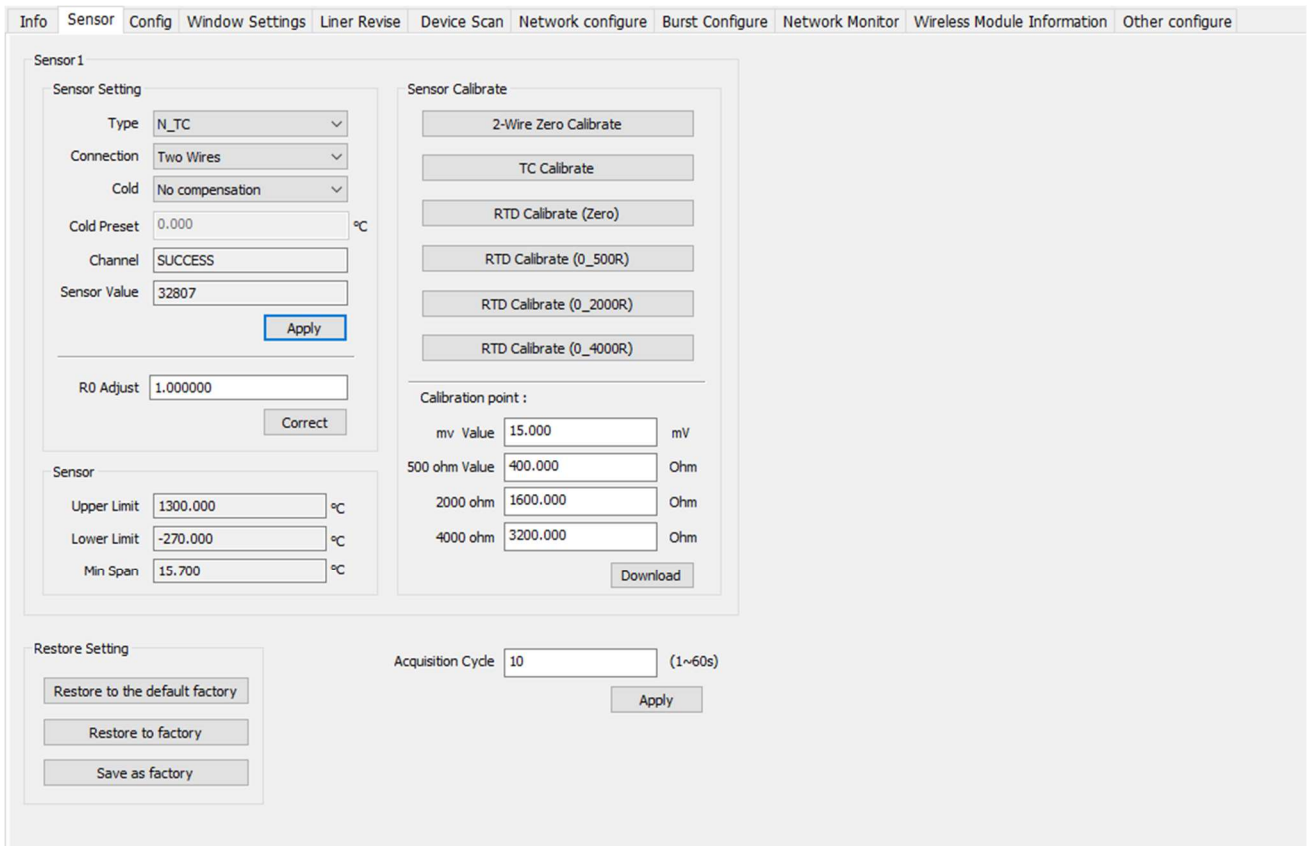 Info Sensor Config Window Settings Liner Revise Device Scan Network configure Burst Configure Network Monitor Wireless Module Information Other configure
Sensor1
Sensor Setting
Type N_TC
Connection Two Wires
Cold No compensation
Cold Preset 0.000 ℃
Channel SUCCESS
Sensor Value 32807
Apply
R0 Adjust 1.000000
Correct
Sensor
Upper Limit 1300.000 ℃
Lower Limit -270.000 ℃
Min Span 15.700 ℃
Sensor Calibrate
2-Wire Zero Calibrate
TC Calibrate
RTD Calibrate (Zero)
RTD Calibrate (0_500R)
RTD Calibrate (0_2000R)
RTD Calibrate (0_4000R)
Calibration point :
mv Value 15.000 mV
500 ohm Value 400.000 Ohm
2000 ohm 1600.000 Ohm
4000 ohm 3200.000 Ohm
Download
Restore Setting
Restore to the default factory
Restore to factory
Save as factory
Acquisition Cycle 10 (1~60s)
Apply